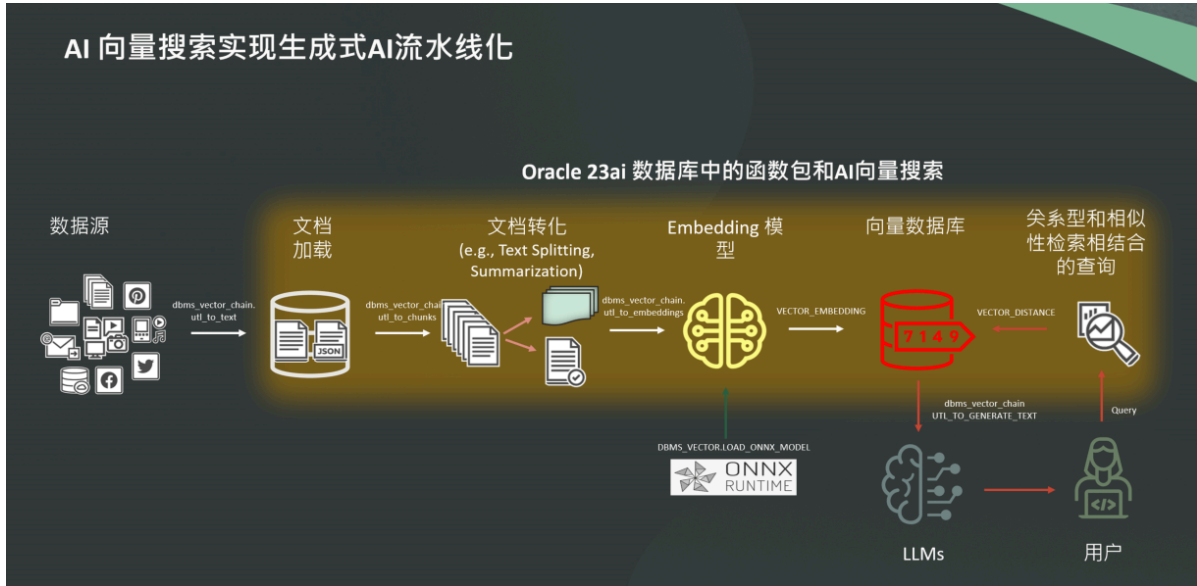 AI 向量搜索实现生成式AI流水线化
Oracle 23ai 数据库中的函数包和AI向量搜索
数据源
文档
加载
文档转化
(e.g., Text Splitting,
Summarization)
Embedding 模
型
向量数据库
关系型和相似
性检索相结合
的查询
dbms_vector_chain.
utl_to_text
JSON
dbms_vector_chai
utl_to_chunks
dbms_vector_chain.
utl_to_embeddings
VECTOR_EMBEDDING
7149
VECTOR_DISTANCE
dbms_vector_chain
UTL_TO_GENERATE_TEXT
Query
DBMS_VECTOR.LOAD_ONNX_MODEL
ONNX
RUNTIME
</>
LLMs
用户